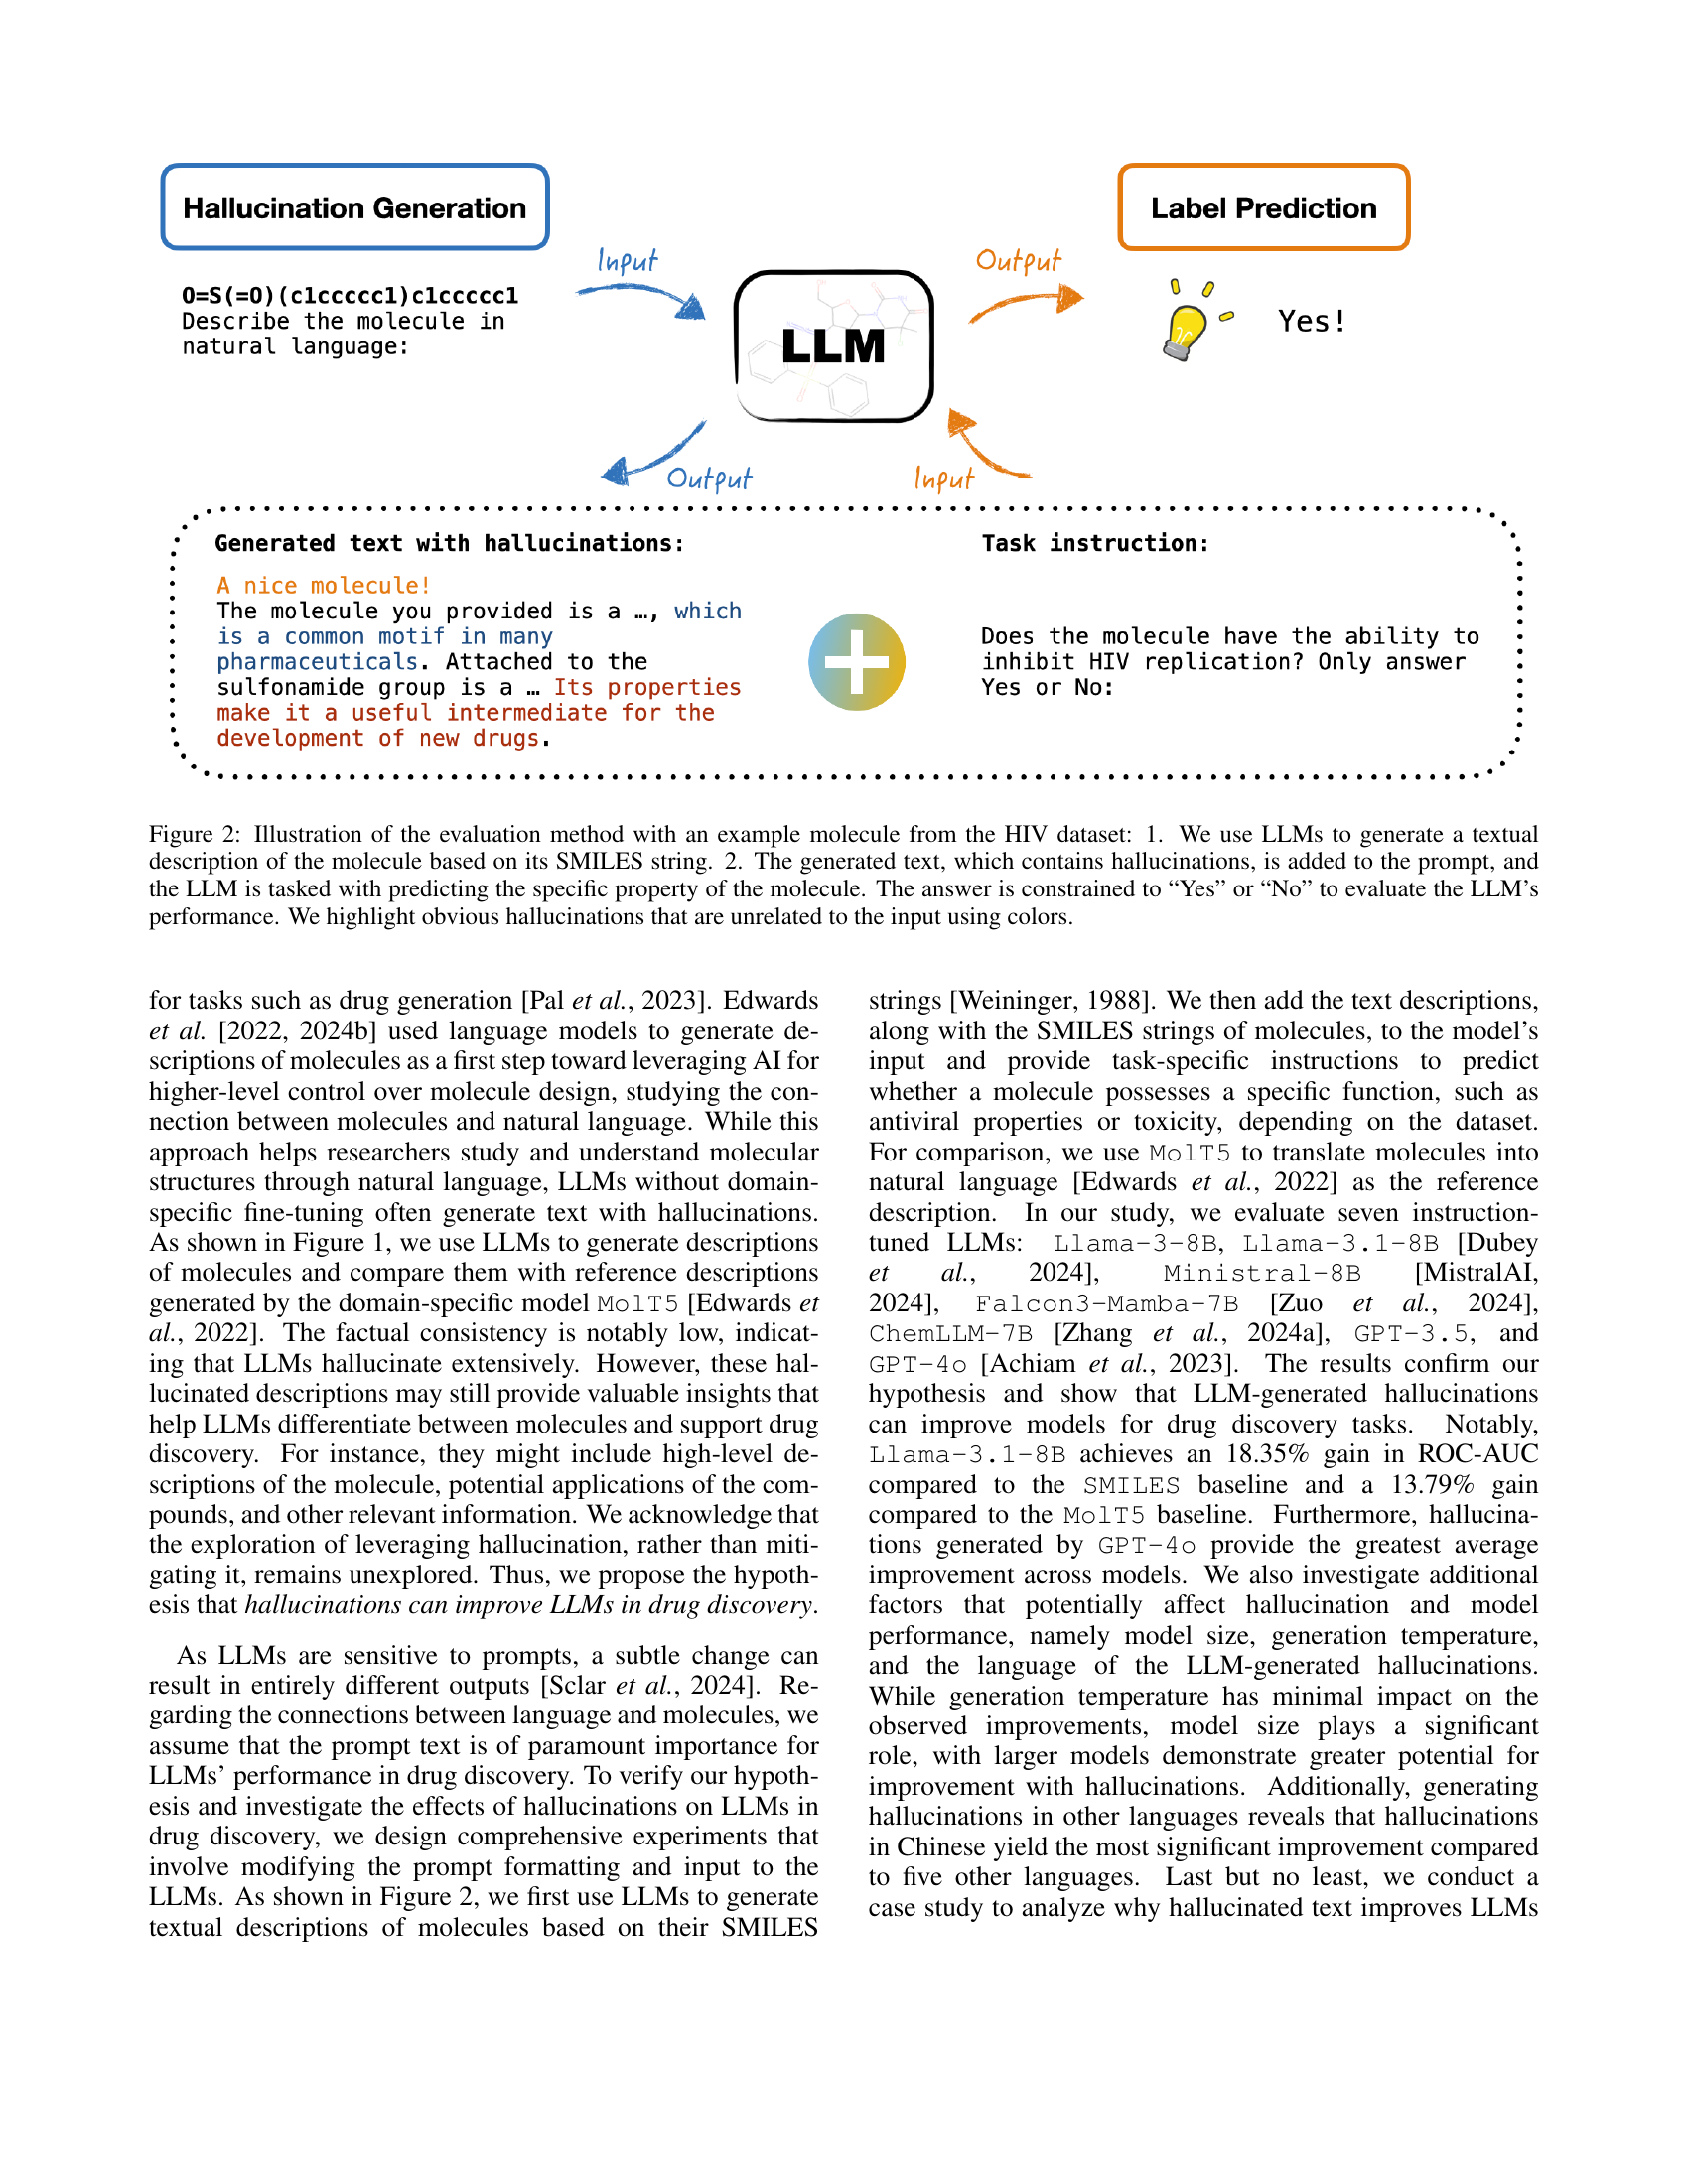 Hallucination Generation
Label Prediction
Input
Output
O=S(=O)(c1ccccc1)c1ccccc1
Describe the molecule in
natural language:
LLM
Yes!
Output
Input
Generated text with hallucinations:
Task instruction:
A nice molecule!
The molecule you provided is a …, which
is a common motif in many
pharmaceuticals. Attached to the
sulfonamide group is a … Its properties
make it a useful intermediate for the
development of new drugs.
Does the molecule have the ability to
inhibit HIV replication? Only answer
Yes or No:
Figure 2: Illustration of the evaluation method with an example molecule from the HIV dataset: 1. We use LLMs to generate a textual
description of the molecule based on its SMILES string. 2. The generated text, which contains hallucinations, is added to the prompt, and
the LLM is tasked with predicting the specific property of the molecule. The answer is constrained to “Yes” or “No” to evaluate the LLM’s
performance. We highlight obvious hallucinations that are unrelated to the input using colors.
for tasks such as drug generation [Pal et al., 2023]. Edwards
et al. [2022, 2024b] used language models to generate de-
scriptions of molecules as a first step toward leveraging AI for
higher-level control over molecule design, studying the con-
nection between molecules and natural language. While this
approach helps researchers study and understand molecular
structures through natural language, LLMs without domain-
specific fine-tuning often generate text with hallucinations.
As shown in Figure 1, we use LLMs to generate descriptions
of molecules and compare them with reference descriptions
generated by the domain-specific model MolT5 [Edwards et
al., 2022]. The factual consistency is notably low, indicat-
ing that LLMs hallucinate extensively. However, these hal-
lucinated descriptions may still provide valuable insights that
help LLMs differentiate between molecules and support drug
discovery. For instance, they might include high-level de-
scriptions of the molecule, potential applications of the com-
pounds, and other relevant information. We acknowledge that
the exploration of leveraging hallucination, rather than miti-
gating it, remains unexplored. Thus, we propose the hypoth-
esis that hallucinations can improve LLMs in drug discovery.
As LLMs are sensitive to prompts, a subtle change can
result in entirely different outputs [Sclar et al., 2024]. Re-
garding the connections between language and molecules, we
assume that the prompt text is of paramount importance for
LLMs’ performance in drug discovery. To verify our hypoth-
esis and investigate the effects of hallucinations on LLMs in
drug discovery, we design comprehensive experiments that
involve modifying the prompt formatting and input to the
LLMs. As shown in Figure 2, we first use LLMs to generate
textual descriptions of molecules based on their SMILES
strings [Weininger, 1988]. We then add the text descriptions,
along with the SMILES strings of molecules, to the model’s
input and provide task-specific instructions to predict
whether a molecule possesses a specific function, such as
antiviral properties or toxicity, depending on the dataset.
For comparison, we use MolT5 to translate molecules into
natural language [Edwards et al., 2022] as the reference
description. In our study, we evaluate seven instruction-
tuned LLMs: Llama-3-8B, Llama-3.1-8B [Dubey
et al., 2024], Ministral-8B [MistralAI,
2024], Falcon3-Mamba-7B [Zuo et al., 2024],
ChemLLM-7B [Zhang et al., 2024a], GPT-3.5, and
GPT-4o [Achiam et al., 2023]. The results confirm our
hypothesis and show that LLM-generated hallucinations
can improve models for drug discovery tasks. Notably,
Llama-3.1-8B achieves an 18.35% gain in ROC-AUC
compared to the SMILES baseline and a 13.79% gain
compared to the MolT5 baseline. Furthermore, hallucina-
tions generated by GPT-4o provide the greatest average
improvement across models. We also investigate additional
factors that potentially affect hallucination and model
performance, namely model size, generation temperature,
and the language of the LLM-generated hallucinations.
While generation temperature has minimal impact on the
observed improvements, model size plays a significant
role, with larger models demonstrate greater potential for
improvement with hallucinations. Additionally, generating
hallucinations in other languages reveals that hallucinations
in Chinese yield the most significant improvement compared
to five other languages. Last but no least, we conduct a
case study to analyze why hallucinated text improves LLMs